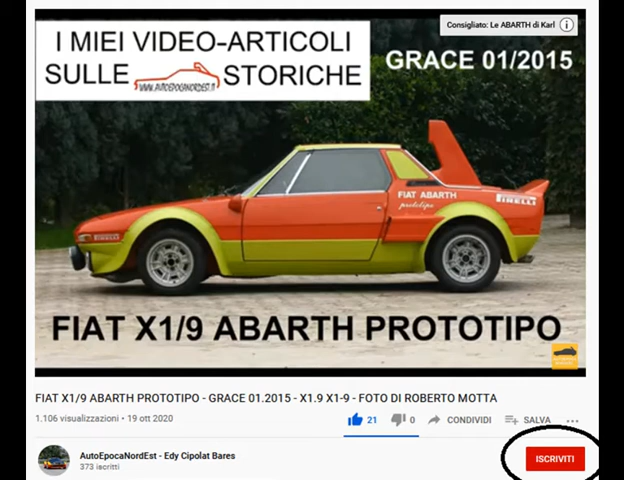 Consigliato: Le ABARTH di Karl
I MIEI VIDEO-ARTICOLI
SULLE STORICHE
WWW.AUTOEPOCANORDEST.IT
GRACE 01/2015
FIAT ABARTH
prototipo
PIRELLI
PIRELLI
FIAT X1/9 ABARTH PROTOTIPO
FIAT X1/9 ABARTH PROTOTIPO - GRACE 01.2015 - X1.9 X1-9 - FOTO DI ROBERTO MOTTA
1.106 visualizzazioni • 19 ott 2020
21
0
CONDIVIDI
SALVA
AutoEpocaNordEst - Edy Cipolat Bares
373 iscritti
ISCRIVITI